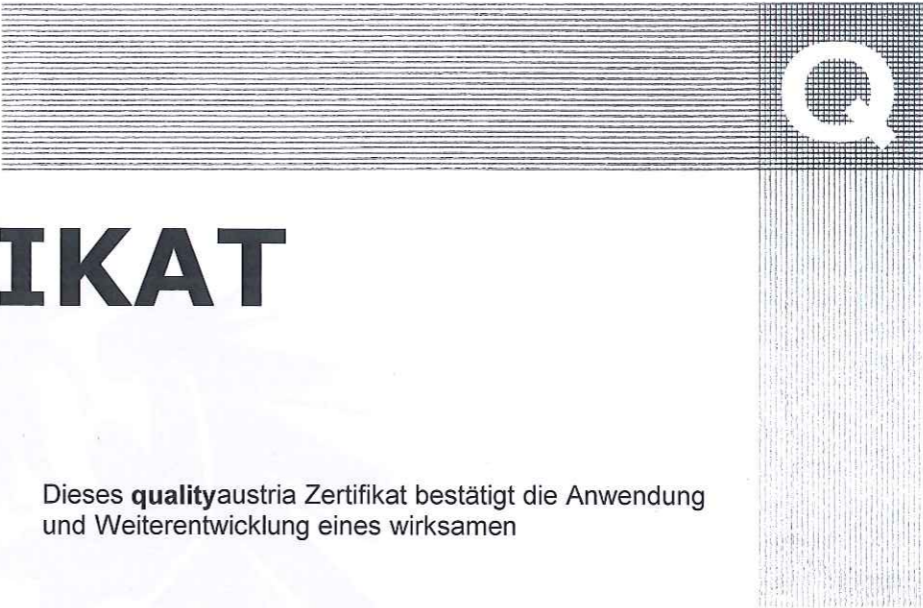 Q
IKAT
Dieses qualityaustria Zertifikat bestätigt die Anwendung
und Weiterentwicklung eines wirksamen